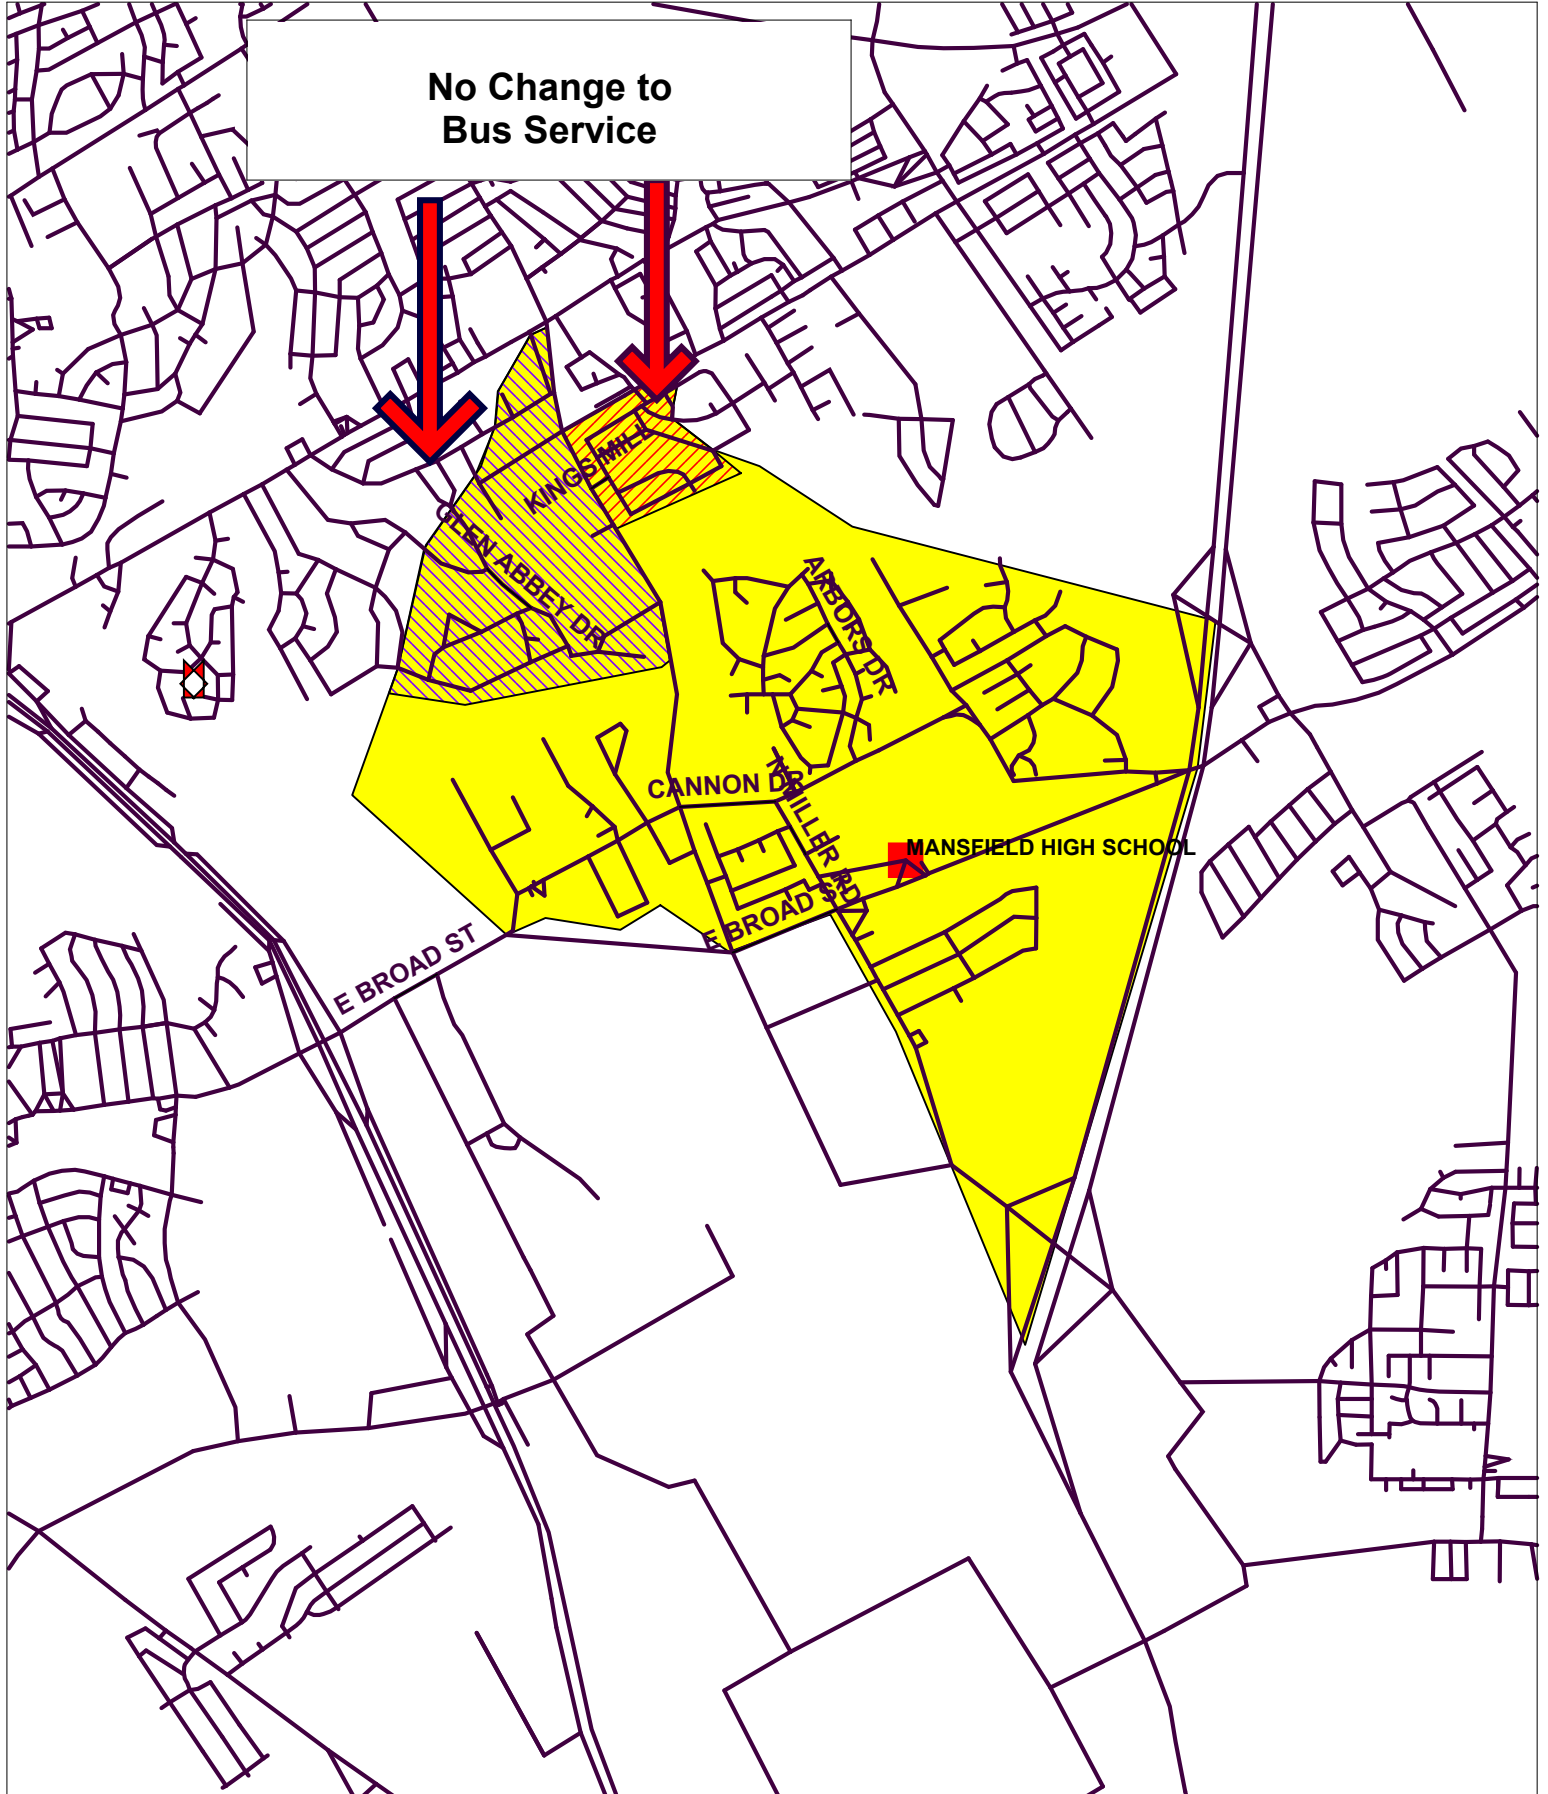 No Change to
Bus Service
KINGS MILL
GLEN ABBEY DR
ARBORS DR
CANNON DR
N MILLER RD
MANSFIELD HIGH SCHOOL
E BROAD ST
E BROAD ST